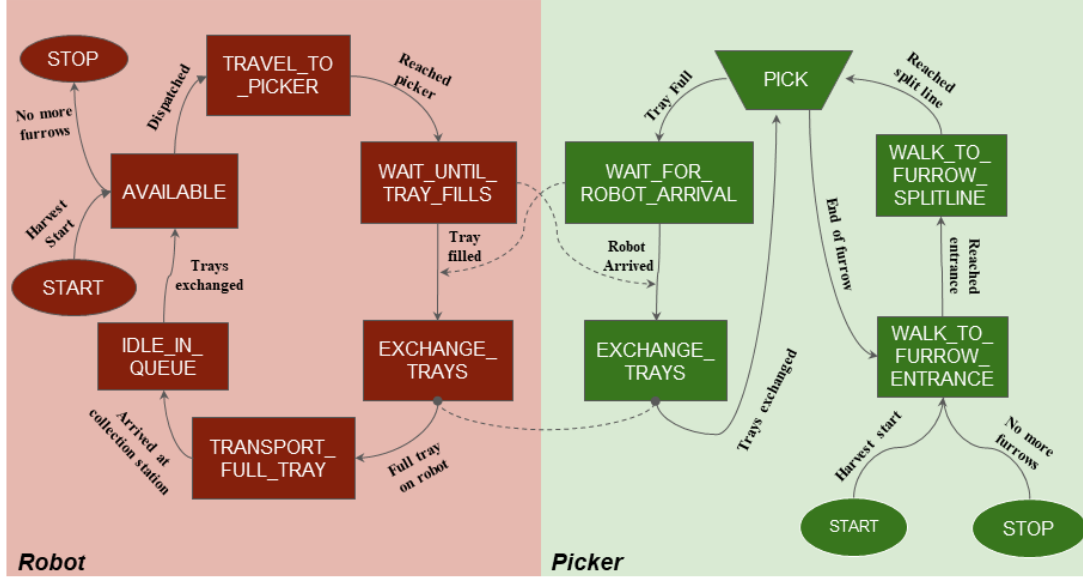 STOP
No more
furrows
Dispatched
TRAVEL_TO
_PICKER
Reached
picker
AVAILABLE
WAIT_UNTIL_
TRAY_FILLS
Harvest
Start
START
Trays
exchanged
Tray
filled
IDLE_IN_
QUEUE
EXCHANGE_
TRAYS
Arrived at
collection station
TRANSPORT_
FULL_TRAY
Full tray
on robot
Robot
PICK
Tray Full
Reached
split line
WAIT_FOR_
ROBOT_ARRIVAL
WALK_TO_
FURROW_
SPLITLINE
Robot
Arrived
End of furrow
Reached
entrance
EXCHANGE_
TRAYS
WALK_TO_
FURROW_
ENTRANCE
Trays exchanged
Harvest start
No more
furrows
START
STOP
Picker